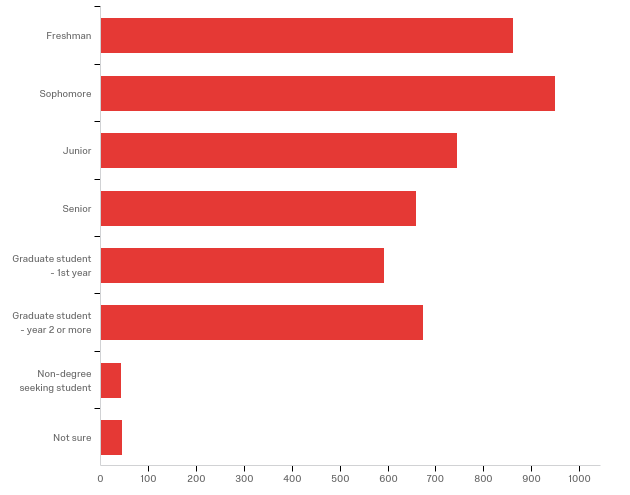 Freshman
Sophomore
Junior
Senior
Graduate student
- 1st year
Graduate student
- year 2 or more
Non-degree
seeking student
Not sure
0 100 200 300 400 500 600 700 800 900 1000